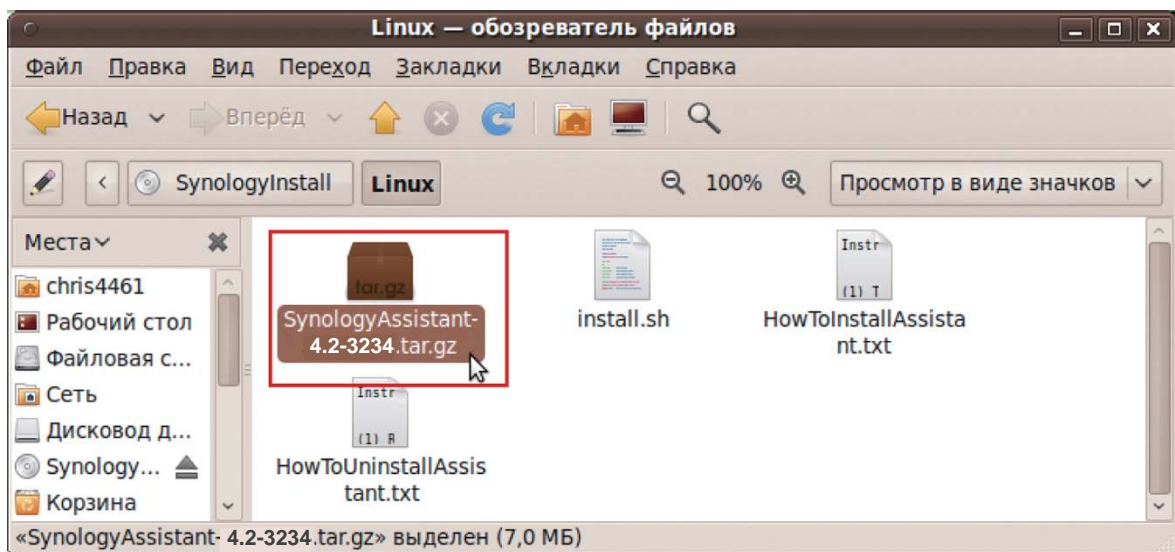 Linux — обозреватель файлов
Файл Правка Вид Переход Закладки Вкладки Справка
Назад Вперёд
SynologyInstall Linux 100% Просмотр в виде значков
Места
chris4461
Рабочий стол
Файловая с...
Сеть
Дисковод д...
Synology...
Корзина
tar.gz
SynologyAssistant-
4.2-3234.tar.gz
install.sh
Instr
(1) T
HowToInstallAssista
nt.txt
Instr
(1) R
HowToUninstallAssis
tant.txt
«SynologyAssistant- 4.2-3234.tar.gz» выделен (7,0 МБ)